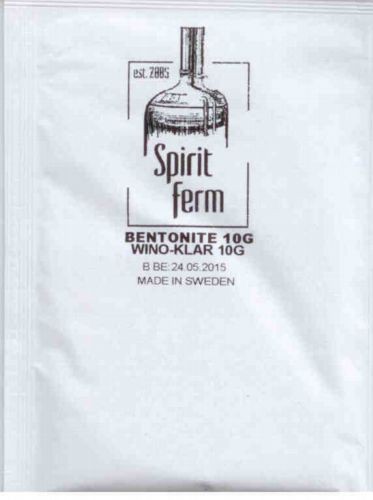 est. 2005
Spirit
ferm
BENTONITE 10G
WINO-KLAR 10G
B BE: 24.05.2015
MADE IN SWEDEN